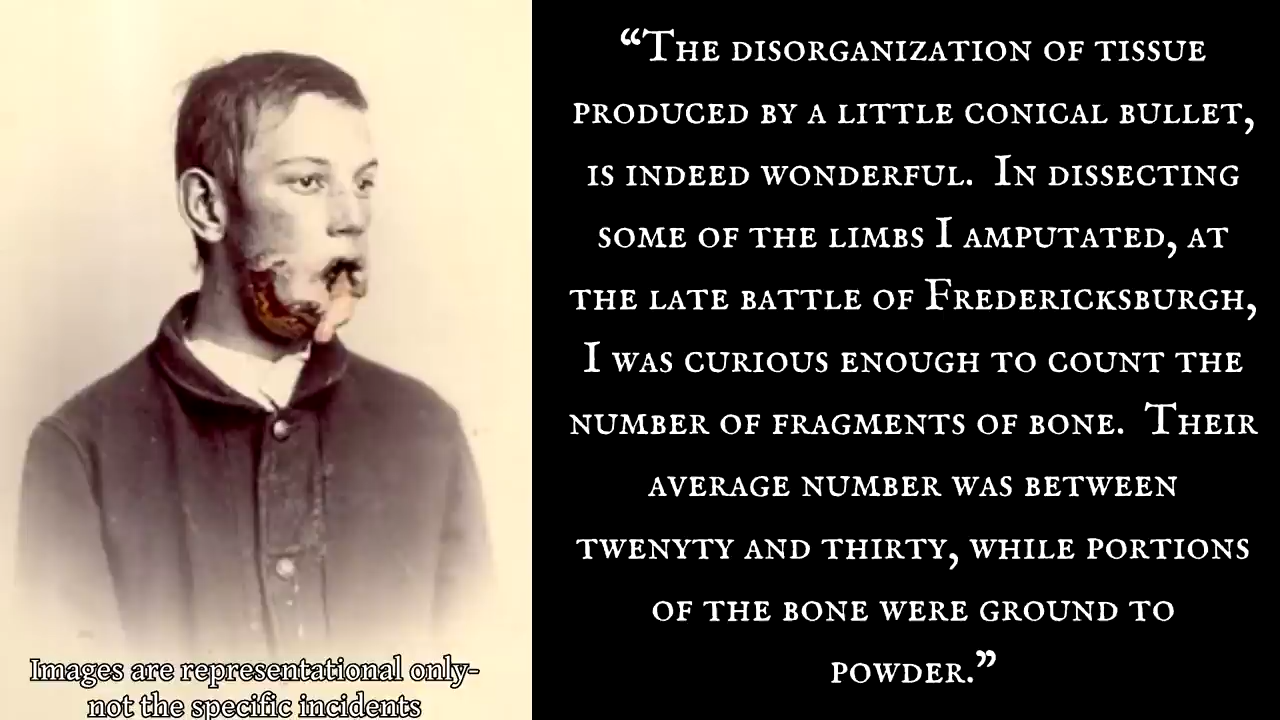 “The disorganization of tissue
produced by a little conical bullet,
is indeed wonderful. In dissecting
some of the limbs I amputated, at
the late battle of Fredericksburgh,
I was curious enough to count the
number of fragments of bone. Their
average number was between
twenyty and thirty, while portions
of the bone were ground to
powder.”
Images are representational only-
not the specific incidents